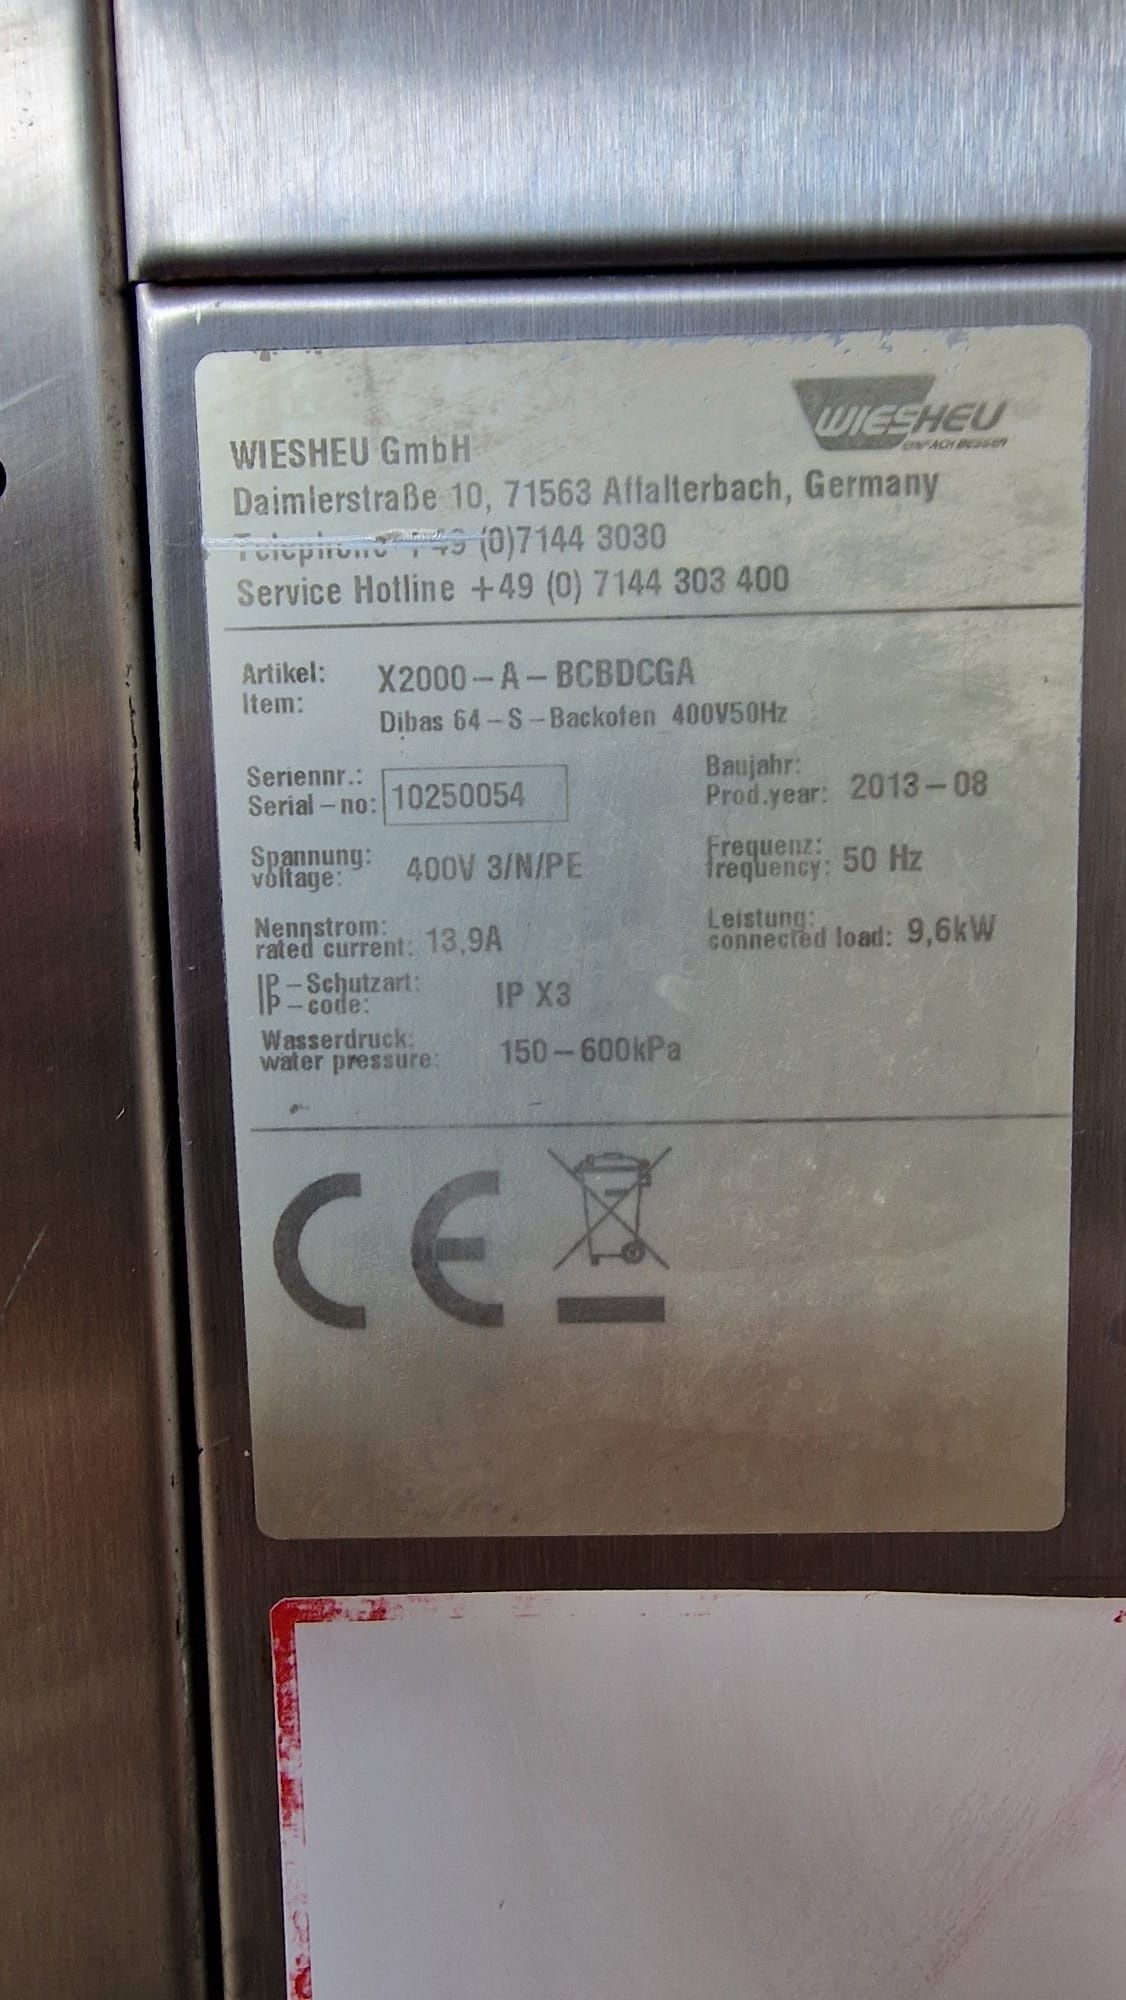 WIESHEU
EINFACH BESSER
WIESHEU GmbH
Daimlerstraße 10, 71563 Affalterbach, Germany
Telephone +49 (0)7144 3030
Service Hotline +49 (0) 7144 303 400
Artikel: X2000-A-BCBDCGA
Item: Dibas 64-S-Backofen 400V50Hz
Seriennr.:
Serial-no: 10250054
Baujahr:
Prod.year: 2013-08
Spannung:
voltage: 400V 3/N/PE
Frequenz:
frequency: 50 Hz
Nennstrom:
rated current: 13,9A
Leistung:
connected load: 9,6kW
IP-Schutzart:
IP-code: IP X3
Wasserdruck:
water pressure: 150-600kPa
CE